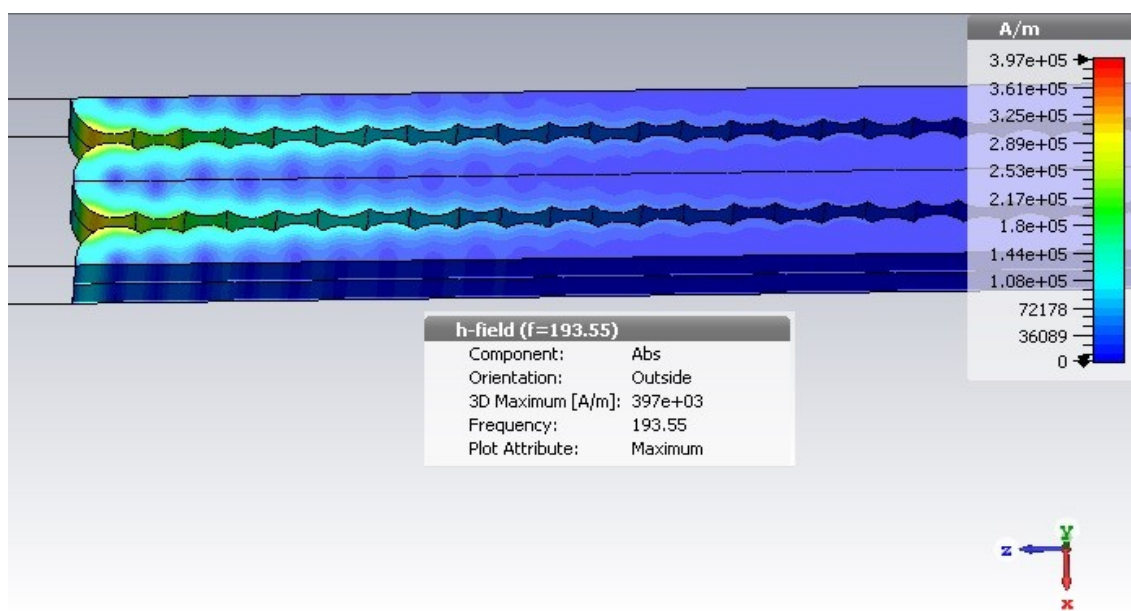 A/m
3.97e+05
3.61e+05
3.25e+05
2.89e+05
2.53e+05
2.17e+05
1.8e+05
1.44e+05
1.08e+05
72178
36089
0
h-field (f=193.55)
Component: Abs
Orientation: Outside
3D Maximum [A/m]: 397e+03
Frequency: 193.55
Plot Attribute: Maximum
y
z
x